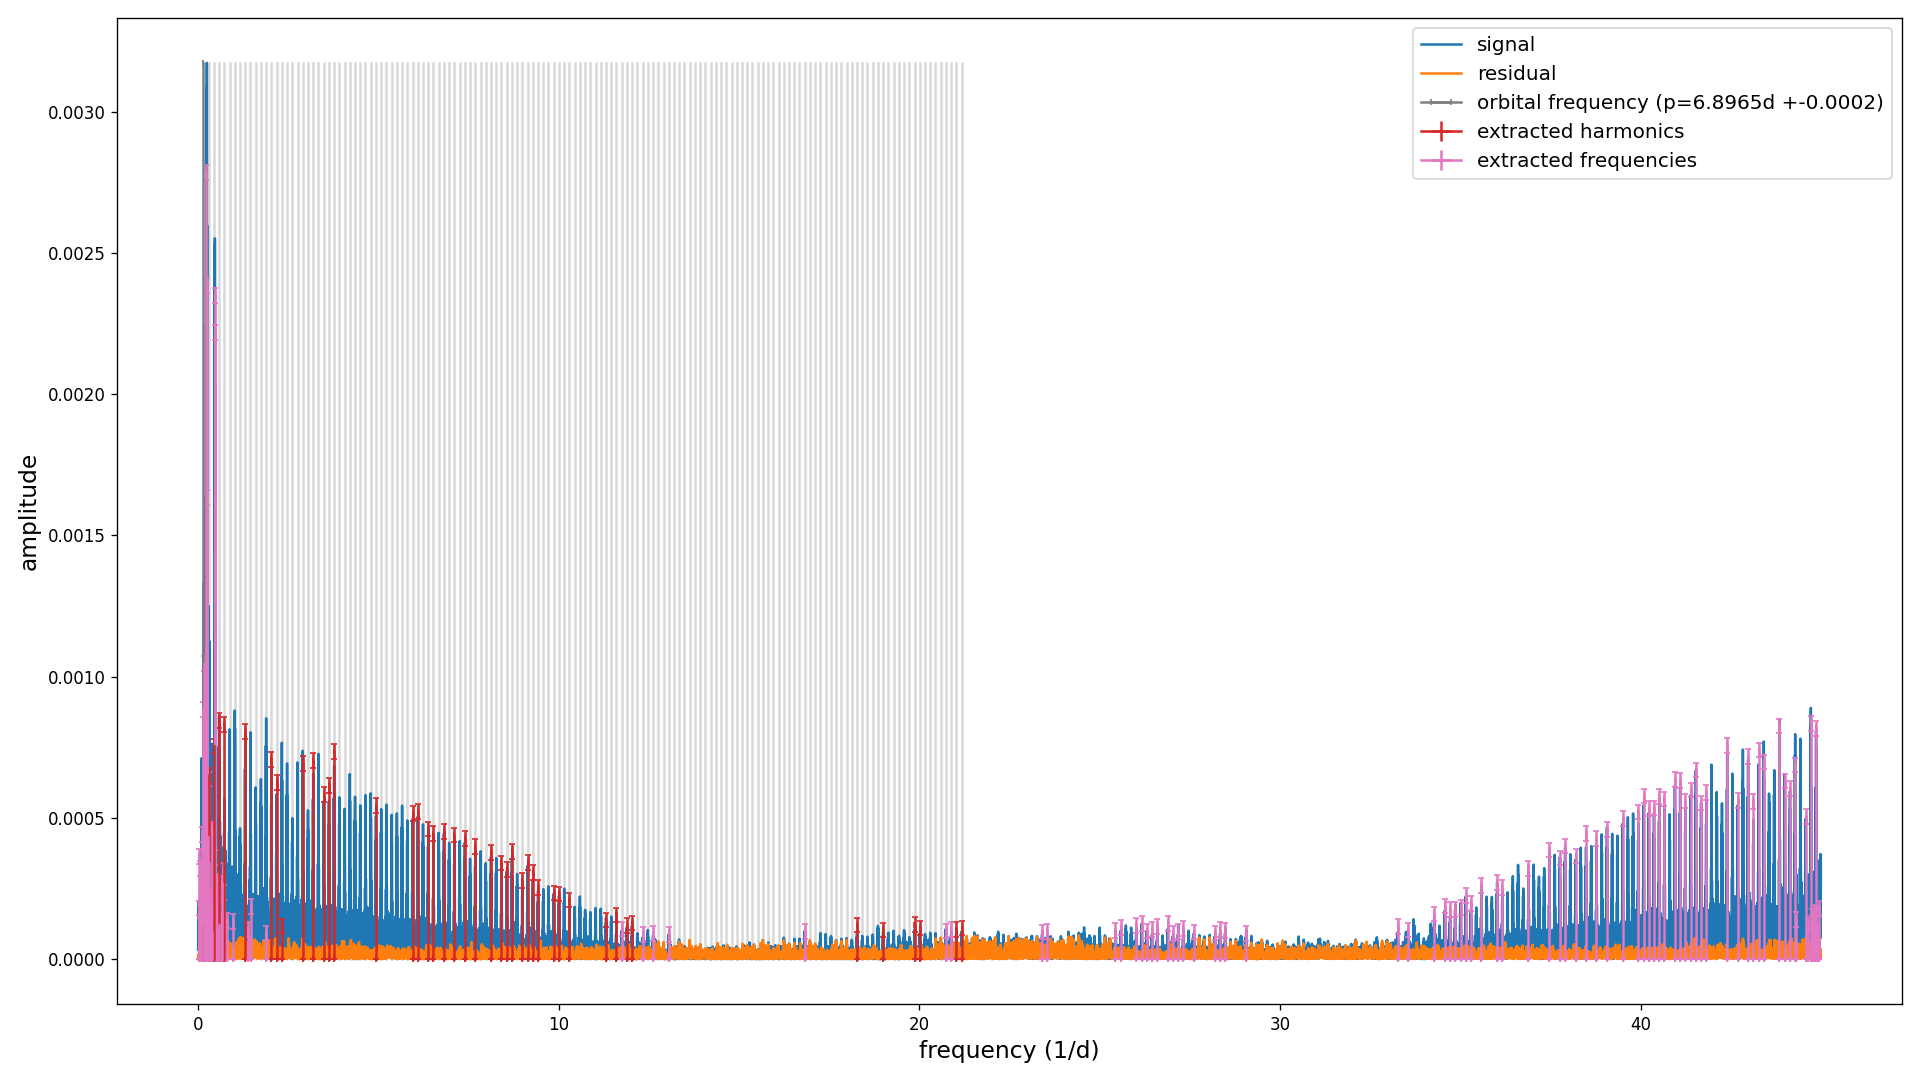 signal
residual
orbital frequency (p=6.8965d +-0.0002)
extracted harmonics
extracted frequencies
amplitude
0.0030
0.0025
0.0020
0.0015
0.0010
0.0005
0.0000
0
10
20
30
40
frequency (1/d)